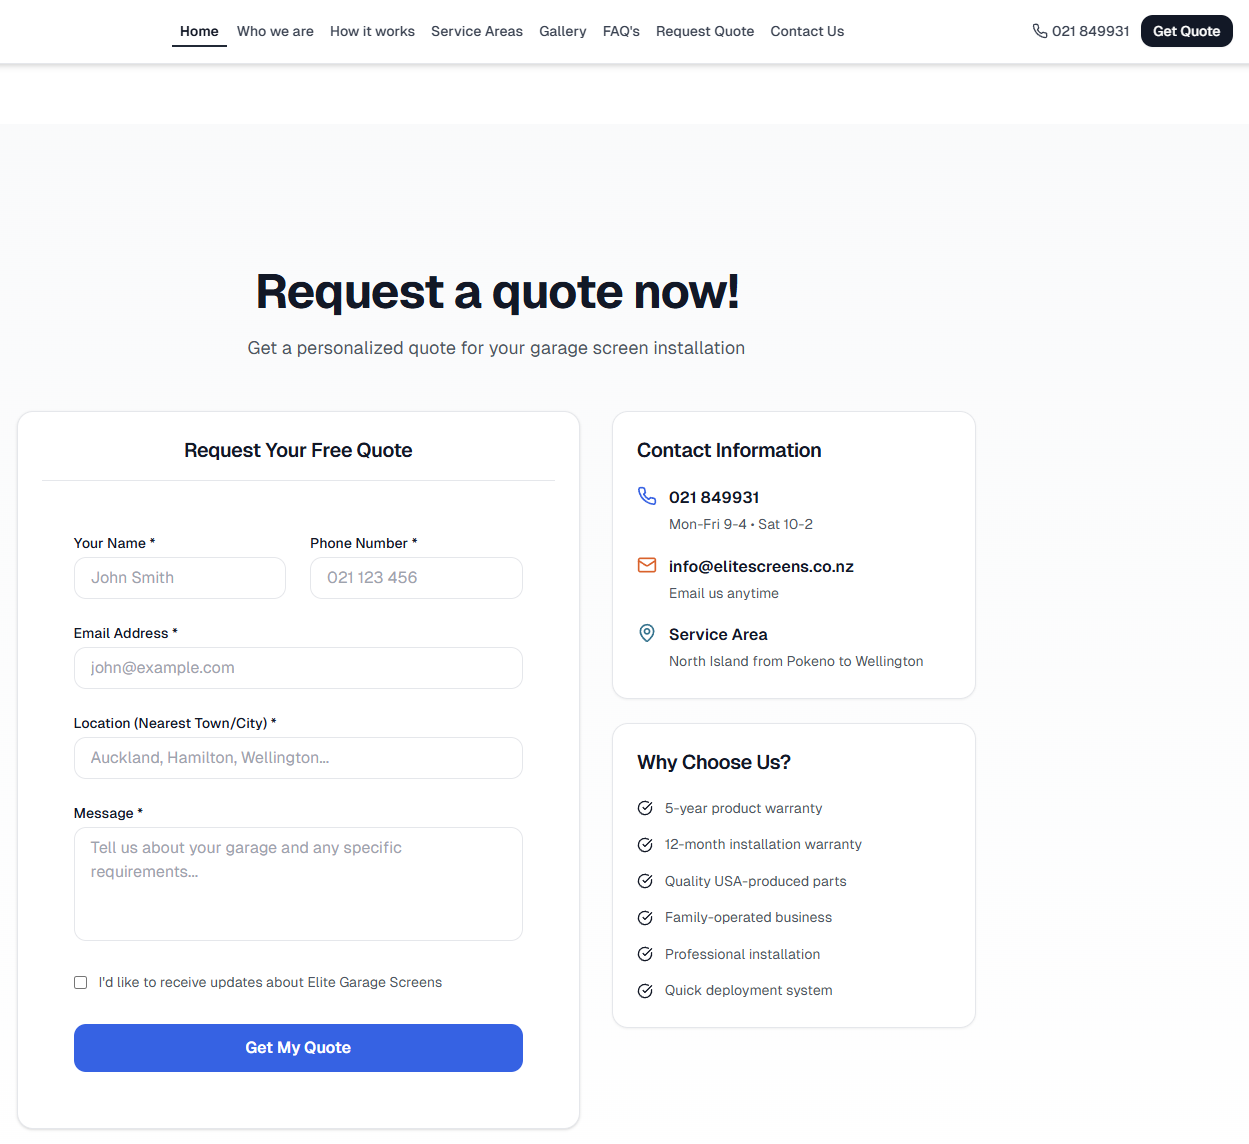 Home Who we are How it works Service Areas Gallery FAQ's Request Quote Contact Us 021 849931 Get Quote
Request a quote now!
Get a personalized quote for your garage screen installation
Request Your Free Quote
Your Name * Phone Number *
John Smith 021 123 456
Email Address *
john@example.com
Location (Nearest Town/City) *
Auckland, Hamilton, Wellington...
Message *
Tell us about your garage and any specific
requirements...
I'd like to receive updates about Elite Garage Screens
Get My Quote
Contact Information
021 849931
Mon-Fri 9-4 • Sat 10-2
info@elitescreens.co.nz
Email us anytime
Service Area
North Island from Pokeno to Wellington
Why Choose Us?
5-year product warranty
12-month installation warranty
Quality USA-produced parts
Family-operated business
Professional installation
Quick deployment system